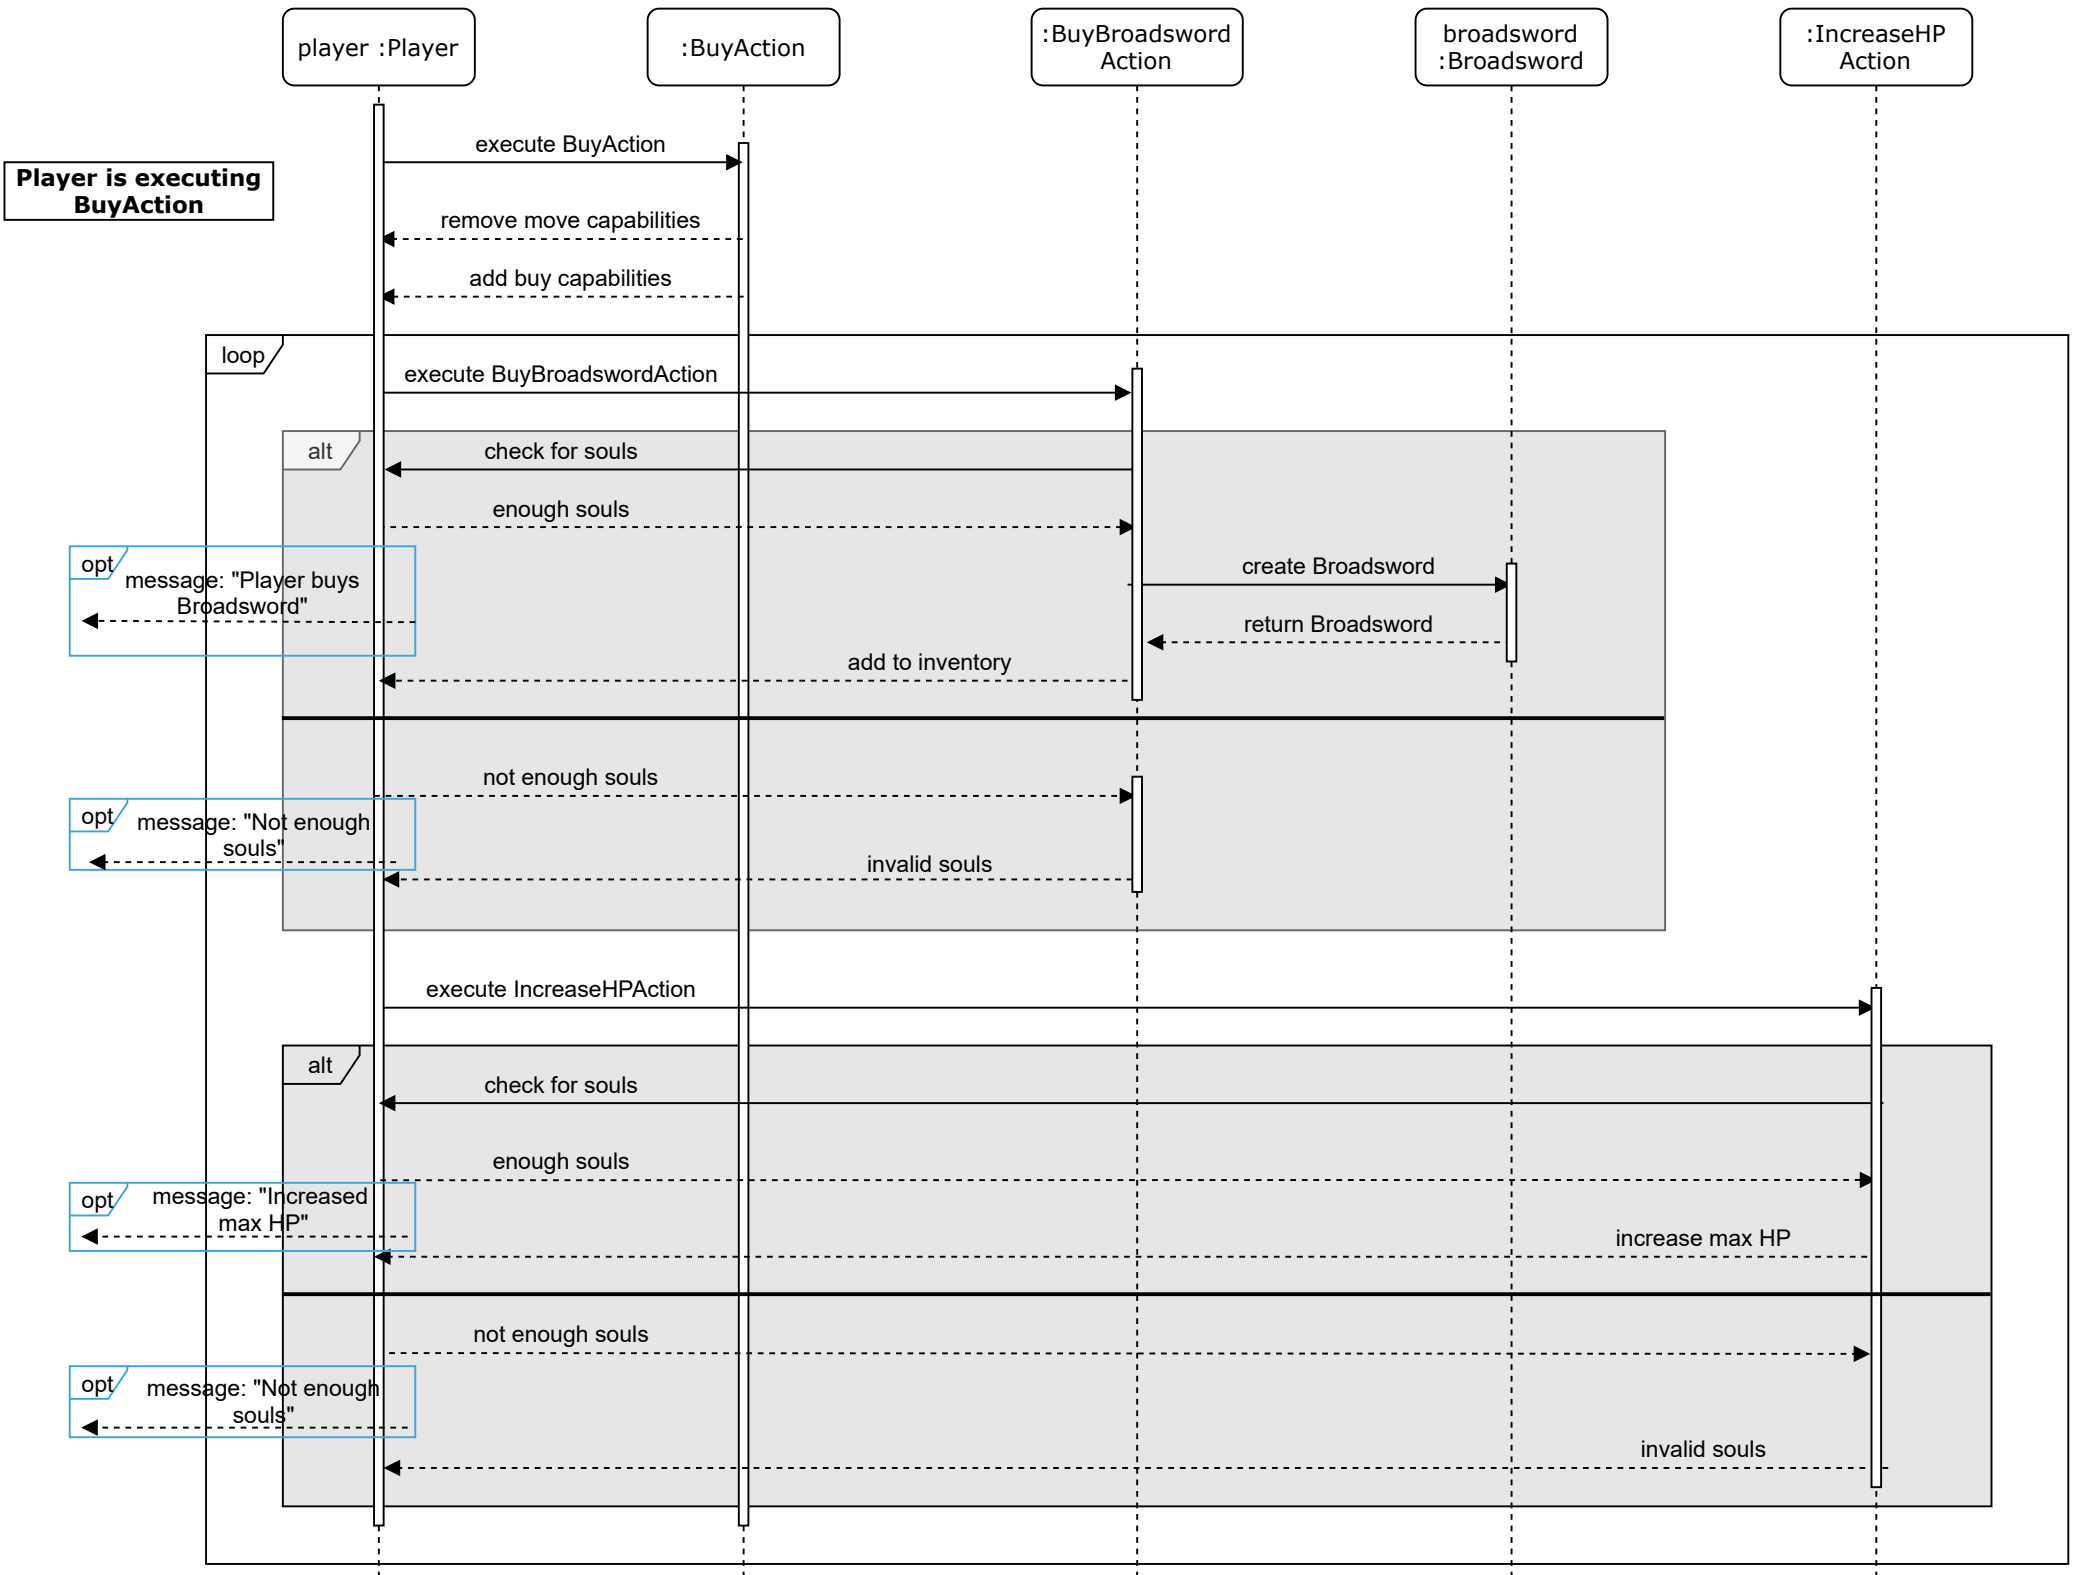 player :Player
:BuyAction
:BuyBroadsword
Action
broadsword
:Broadsword
:IncreaseHP
Action
execute BuyAction
Player is executing
BuyAction
remove move capabilities
add buy capabilities
loop
execute BuyBroadswordAction
alt
check for souls
enough souls
opt
message: "Player buys
Broadsword"
create Broadsword
return Broadsword
add to inventory
not enough souls
opt
message: "Not enough
souls"
invalid souls
execute IncreaseHPAction
alt
check for souls
enough souls
opt
message: "Increased
max HP"
increase max HP
not enough souls
opt
message: "Not enough
souls"
invalid souls